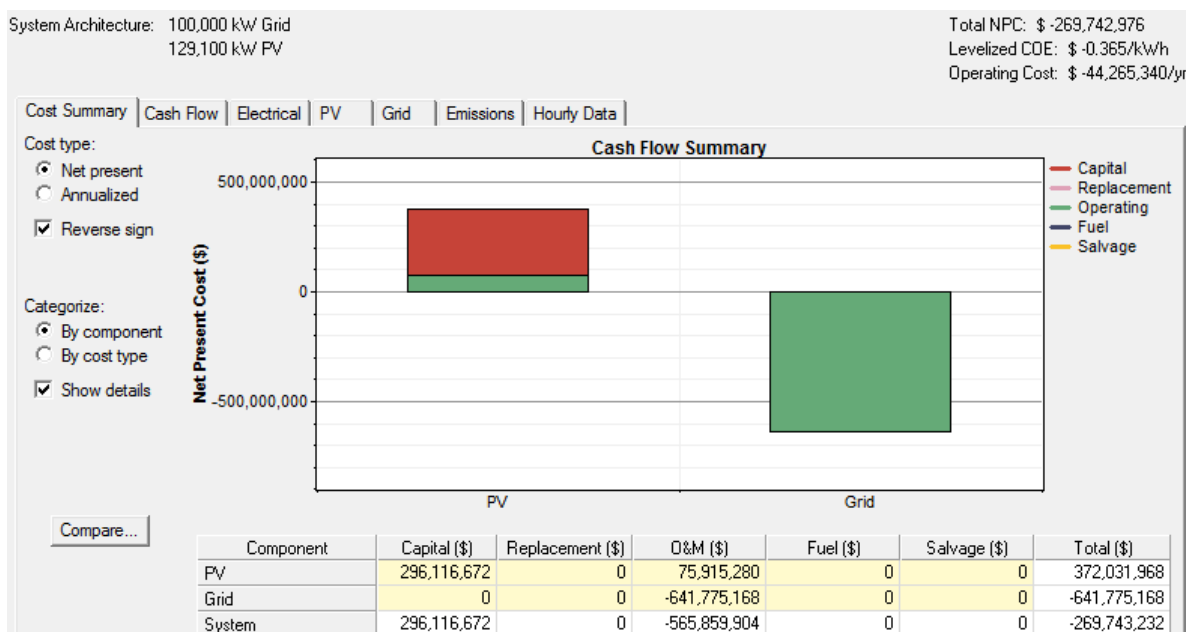 System Architecture: 100,000 kW Grid
129,100 kW PV
Total NPC: $ -269,742,976
Levelized COE: $ -0.365/kWh
Operating Cost: $ -44,265,340/yr
Cost Summary Cash Flow Electrical PV Grid Emissions Hourly Data
Cost type:
Net present
Annualized
Reverse sign
Categorize:
By component
By cost type
Show details
Compare...
Cash Flow Summary
Net Present Cost ($)
500,000,000
0
-500,000,000
PV Grid
Capital
Replacement
Operating
Fuel
Salvage
Component Capital ($) Replacement ($) O&M ($) Fuel ($) Salvage ($) Total ($)
PV 296,116,672 0 75,915,280 0 0 372,031,968
Grid 0 0 -641,775,168 0 0 -641,775,168
System 296,116,672 0 -565,859,904 0 0 -269,743,232